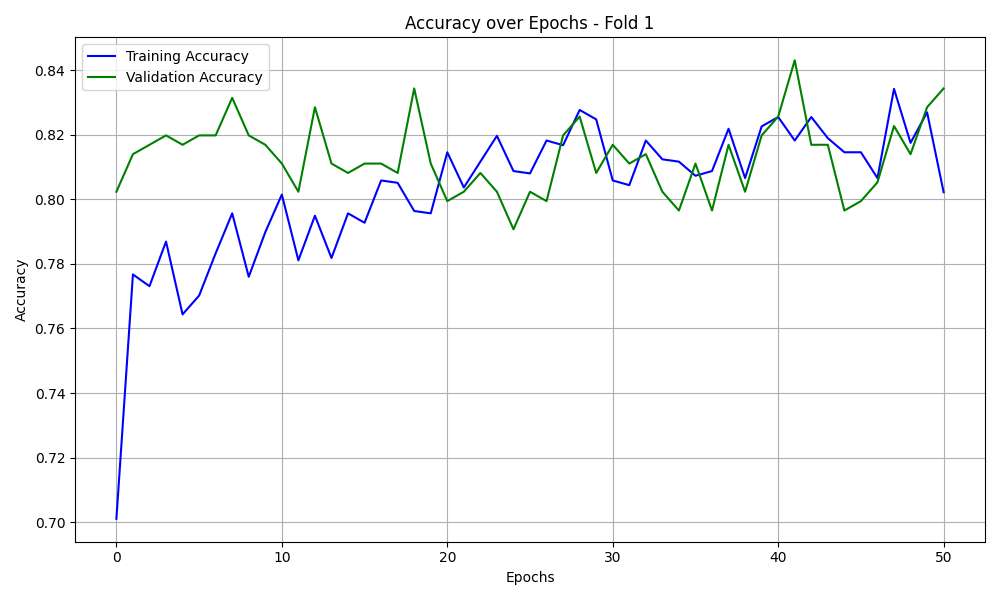 Accuracy over Epochs - Fold 1
Training Accuracy
Validation Accuracy
Accuracy
0.84
0.82
0.80
0.78
0.76
0.74
0.72
0.70
0 10 20 30 40 50
Epochs